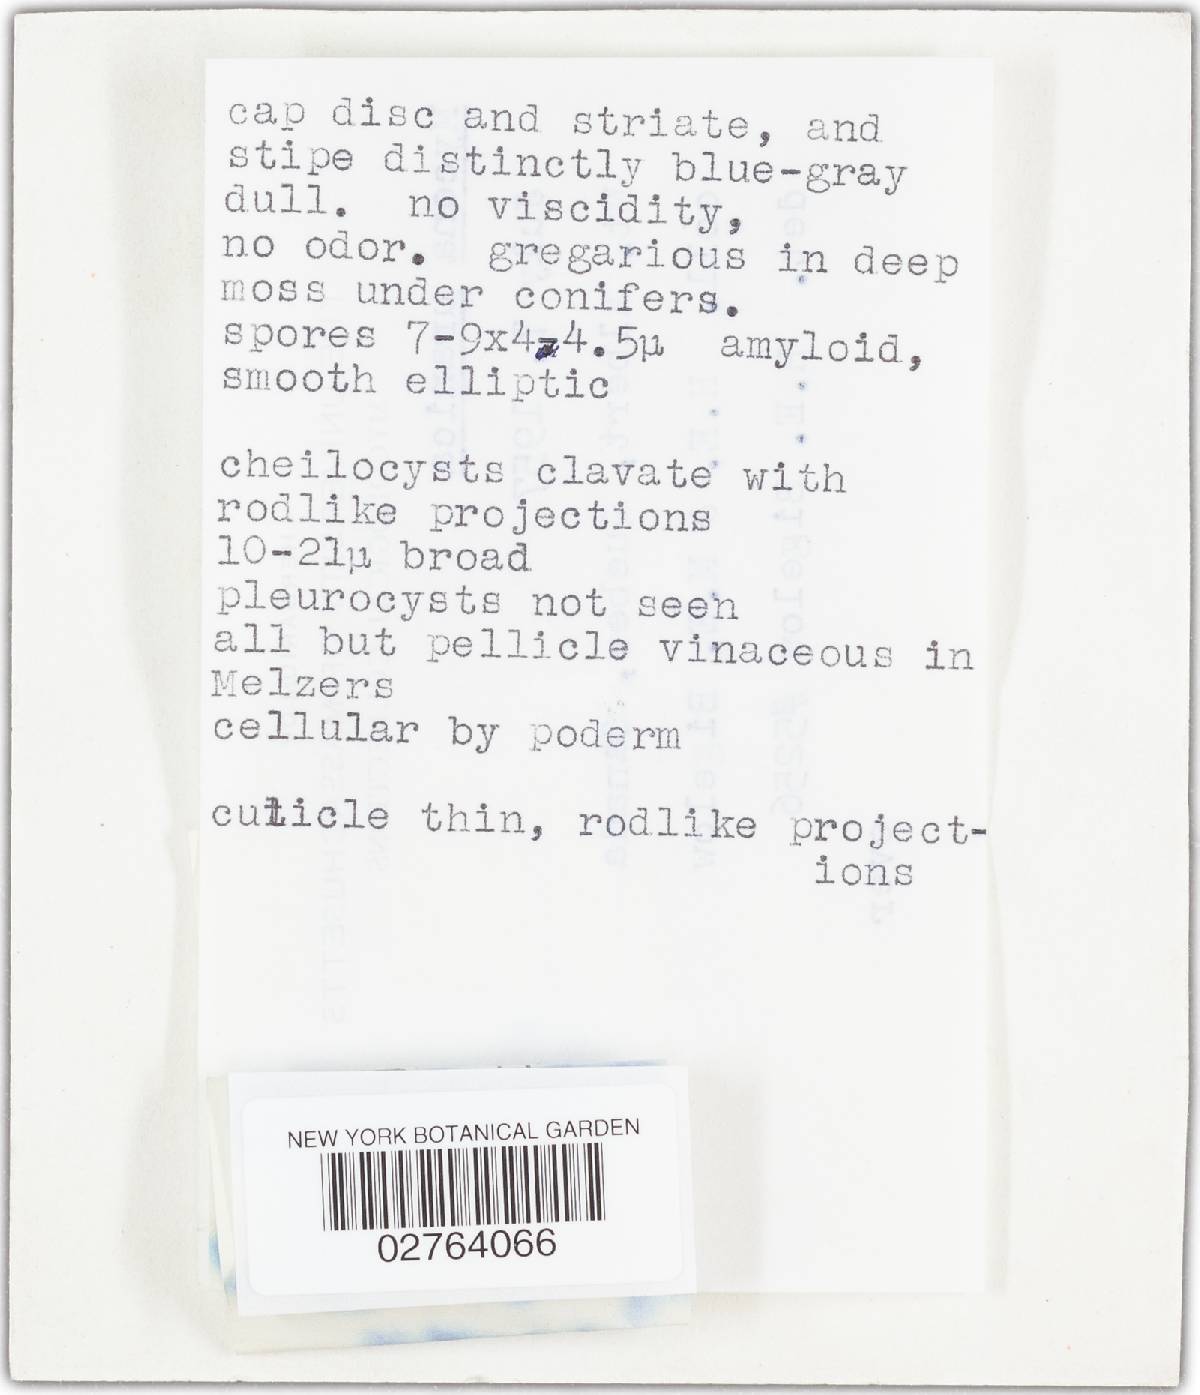 cap disc and striate, and
stipe distinctly blue-gray
dull.  no viscidity,
no odor.  gregarious in deep
moss under conifers.
spores 7-9x4-4.5µ  amyloid,
smooth elliptic

cheilocysts clavate with
rodlike projections
10-21µ broad
pleurocysts not seen
all but pellicle vinaceous in
Melzers
cellular by poderm

cuticle thin, rodlike project-
ions
NEW YORK BOTANICAL GARDEN
02764066